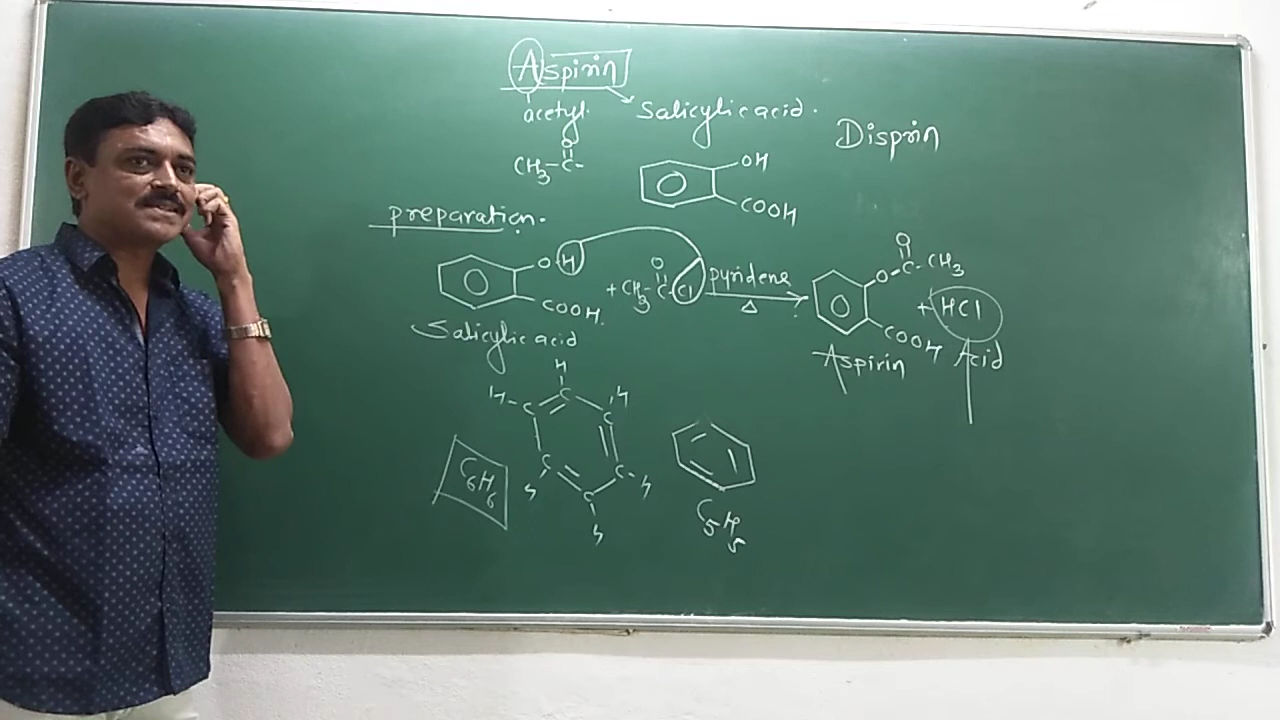 Aspirin
acetyl. Salicylic acid.
Disprin
O
CH3-C-
OH
COOH
preparation.
OH
COOH.
Salicylic acid
+ CH3-C-Cl
O
pyridene
Δ
O
O-C-CH3
COOH
Aspirin
+ HCl
Acid
H
H-C C C-H
C C-
C
C6H6
C5H5